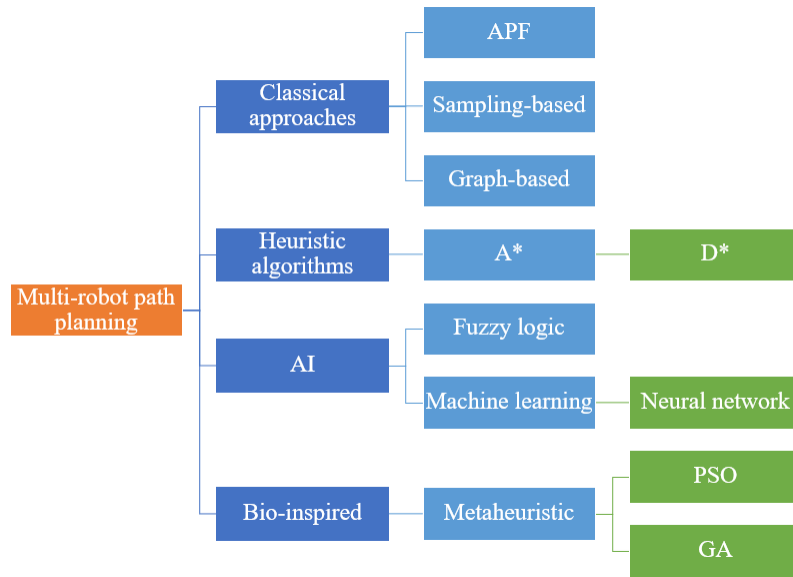 APF
Classical
approaches
Sampling-based
Graph-based
Heuristic
algorithms
A*
D*
Multi-robot path
planning
Fuzzy logic
AI
Machine learning
Neural network
PSO
Bio-inspired
Metaheuristic
GA